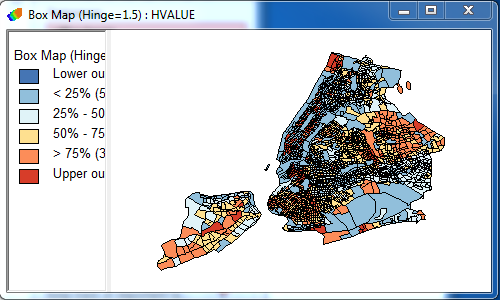 Box Map (Hinge=1.5) : HVALUE
Box Map (Hinge
Lower ou
< 25% (5
25% - 50
50% - 75
> 75% (3
Upper ou